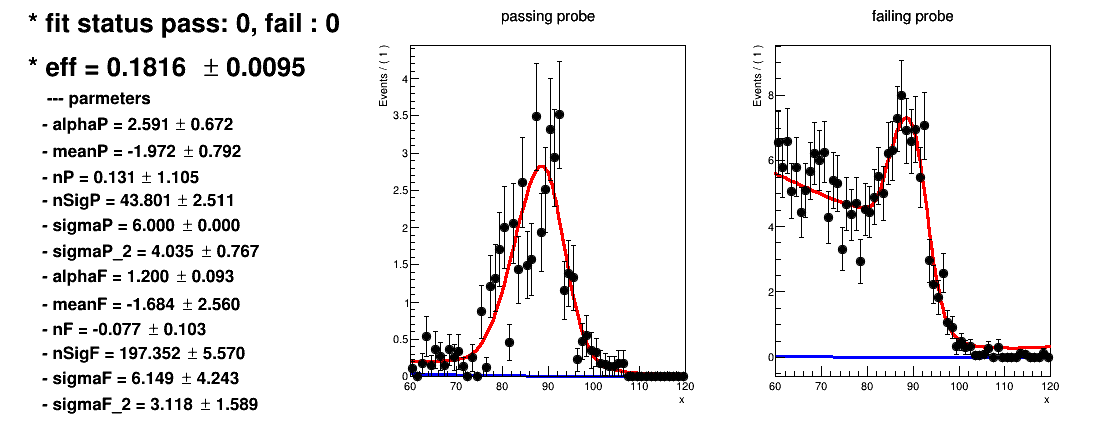 * fit status pass: 0, fail : 0
* eff = 0.1816 ± 0.0095
--- parmeters
- alphaP = 2.591 ± 0.672
- meanP = -1.972 ± 0.792
- nP = 0.131 ± 1.105
- nSigP = 43.801 ± 2.511
- sigmaP = 6.000 ± 0.000
- sigmaP_2 = 4.035 ± 0.767
- alphaF = 1.200 ± 0.093
- meanF = -1.684 ± 2.560
- nF = -0.077 ± 0.103
- nSigF = 197.352 ± 5.570
- sigmaF = 6.149 ± 4.243
- sigmaF_2 = 3.118 ± 1.589
passing probe
Events / ( 1 )
4
3.5
3
2.5
2
1.5
1
0.5
0
60 70 80 90 100 110 120
x
failing probe
Events / ( 1 )
8
6
4
2
0
60 70 80 90 100 110 120
x